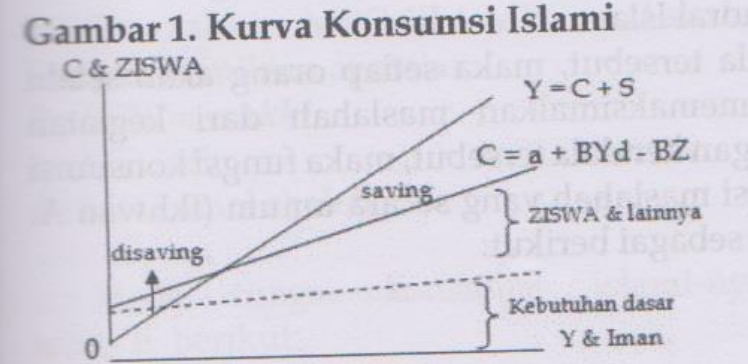 Gambar 1. Kurva Konsumsi Islami
C & ZISWA
Y = C + S
C = a + BYd - BZ
saving
ZISWA & lainnya
disaving
Kebutuhan dasar
Y & Iman
0